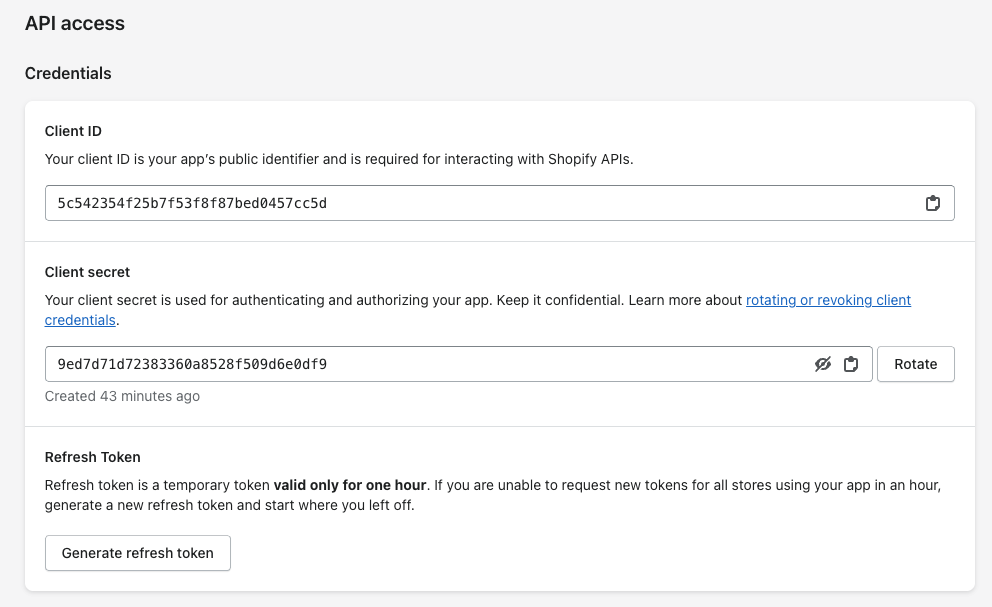 API access
Credentials
Client ID
Your client ID is your app’s public identifier and is required for interacting with Shopify APIs.
5c542354f25b7f53f8f87bed0457cc5d
Client secret
Your client secret is used for authenticating and authorizing your app. Keep it confidential. Learn more about rotating or revoking client
credentials.
9ed7d71d72383360a8528f509d6e0df9
Rotate
Created 43 minutes ago
Refresh Token
Refresh token is a temporary token valid only for one hour. If you are unable to request new tokens for all stores using your app in an hour,
generate a new refresh token and start where you left off.
Generate refresh token